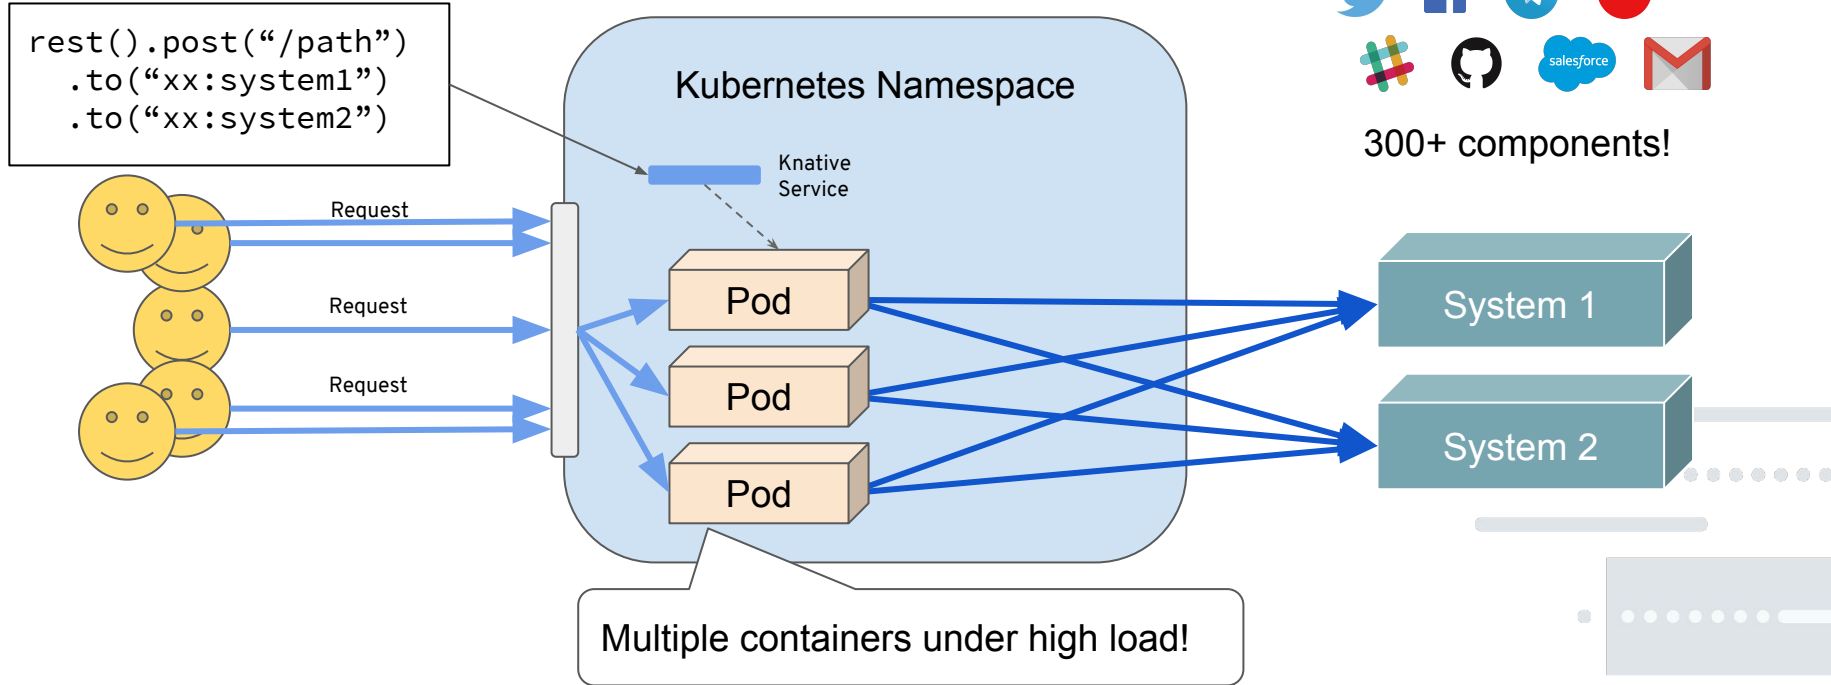 rest().post(“/path”)
.to(“xx:system1”)
.to(“xx:system2”)
Kubernetes Namespace
salesforce
300+ components!
Knative
Service
Request
Request
Request
Pod
Pod
Pod
System 1
System 2
Multiple containers under high load!